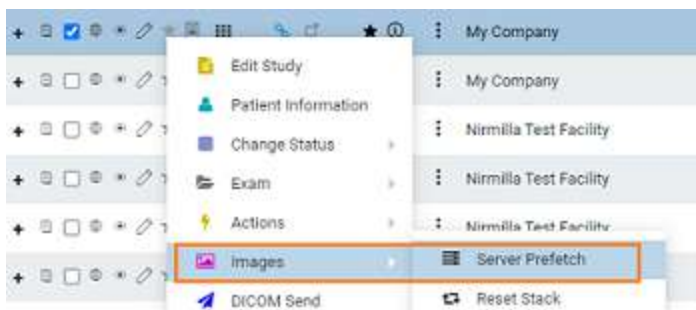 My Company
Edit Study
My Company
Patient Information
Nirmilla Test Facility
Change Status
Exam
Nirmilla Test Facility
Actions
Nirmilla Test Facility
Images
Server Prefetch
DICOM Send
Reset Stack